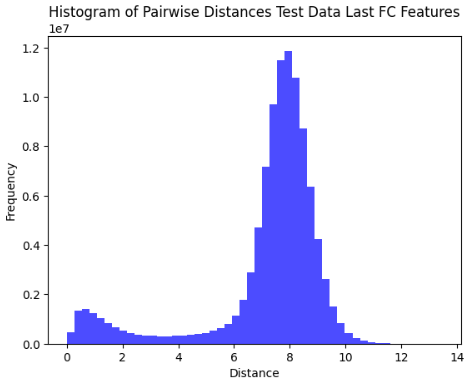 Histogram of Pairwise Distances Test Data Last FC Features
1e7
1.2
1.0
0.8
0.6
0.4
0.2
0.0
Frequency
0 2 4 6 8 10 12 14
Distance